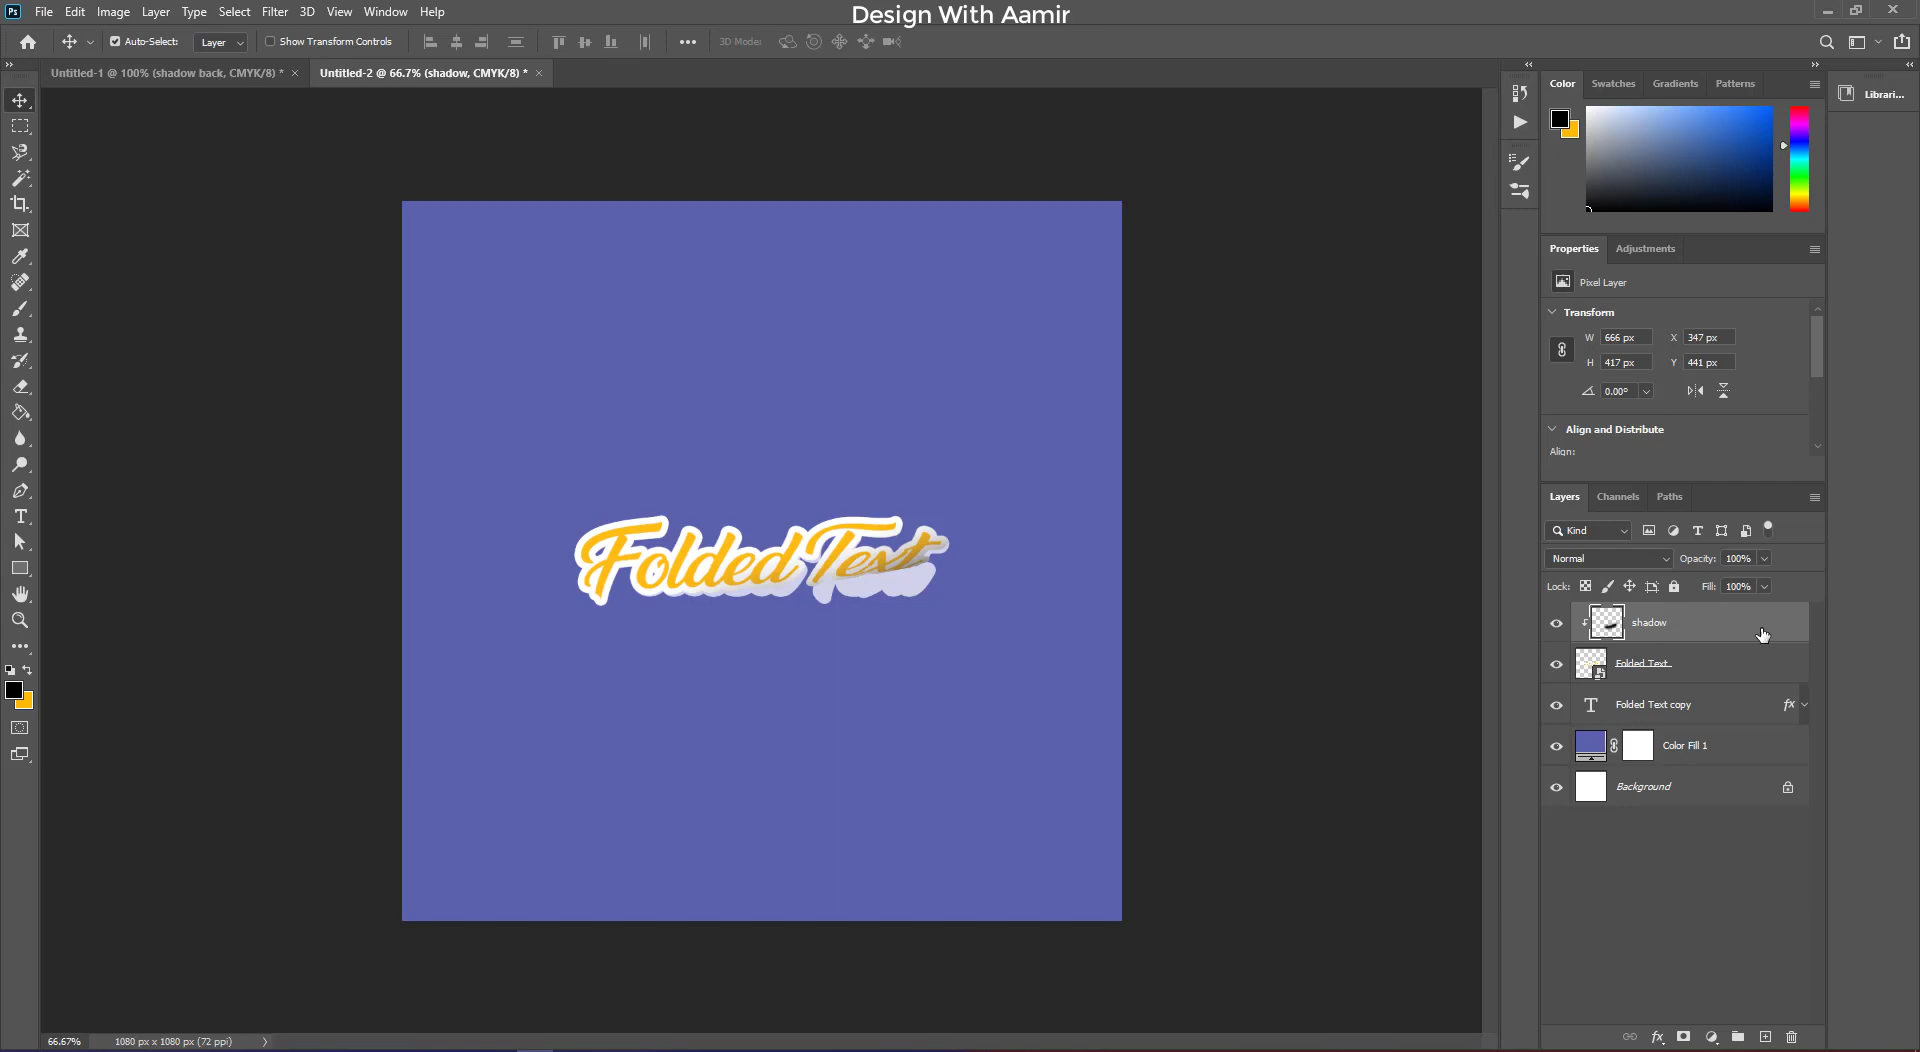 Ps File Edit Image Layer Type Select Filter 3D View Window Help
Design With Aamir
Auto-Select: Layer Show Transform Controls 3D Mode:
Untitled-1 @ 100% (shadow back, CMYK/8) * × Untitled-2 @ 66.7% (shadow, CMYK/8) * ×
Color Swatches Gradients Patterns
Librari...
Properties Adjustments
Pixel Layer
Transform
W 666 px X 347 px
H 417 px Y 441 px
0.00°
Align and Distribute
Align:
Layers Channels Paths
Kind
Normal Opacity: 100%
Lock: Fill: 100%
shadow
Folded Text
Folded Text copy fx
Color Fill 1
Background
Folded Text
66.67% 1080 px x 1080 px (72 ppi)
fx